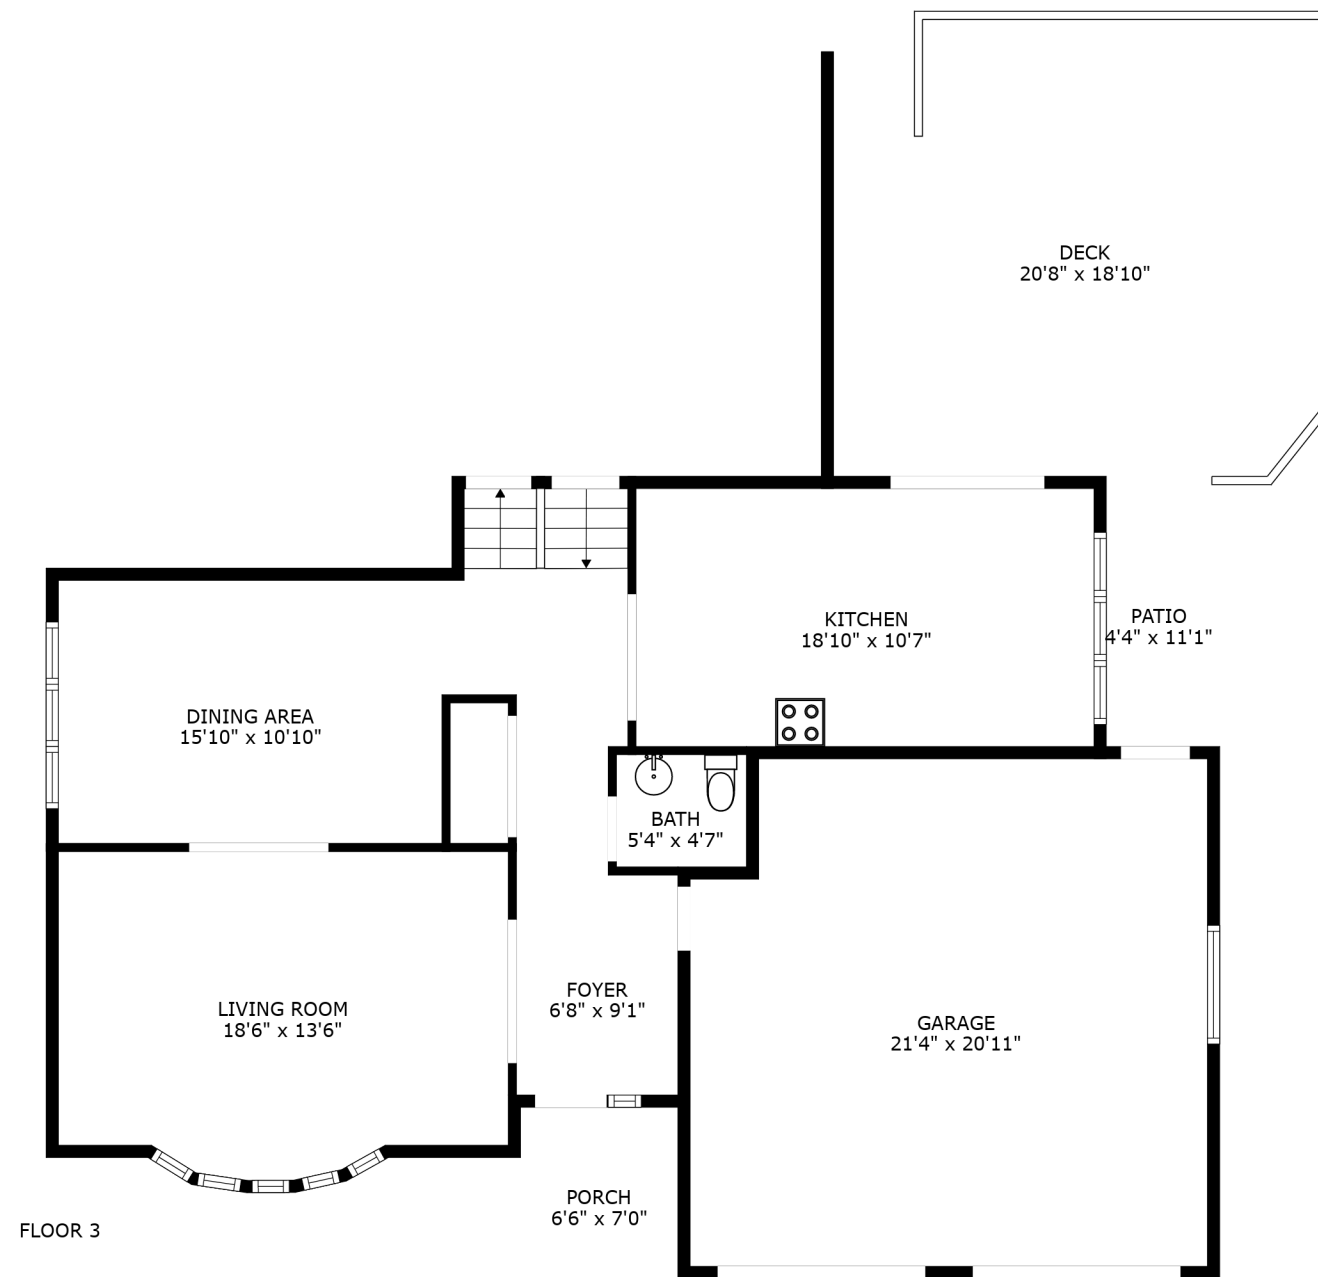 DECK
20'8" x 18'10"
KITCHEN
18'10" x 10'7"
PATIO
4'4" x 11'1"
DINING AREA
15'10" x 10'10"
BATH
5'4" x 4'7"
LIVING ROOM
18'6" x 13'6"
FOYER
6'8" x 9'1"
GARAGE
21'4" x 20'11"
PORCH
6'6" x 7'0"
FLOOR 3